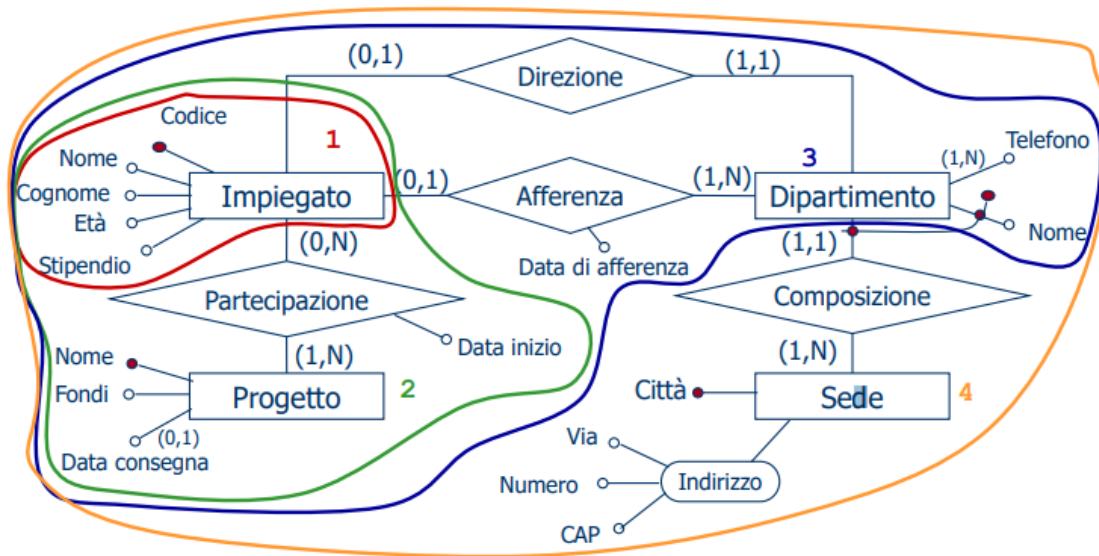 (0,1)
Direzione
(1,1)
Codice
1
Telefono
Nome
3
(1,N)
Impiegato
(0,1)
Afferenza
(1,N)
Dipartimento
Cognome
Età
Nome
(0,N)
(1,1)
Stipendio
Data di afferenza
Partecipazione
Composizione
Nome
(1,N)
Data inizio
(1,N)
Fondi
Progetto
2
Città
Sede
4
(0,1)
Via
Data consegna
Numero
Indirizzo
CAP